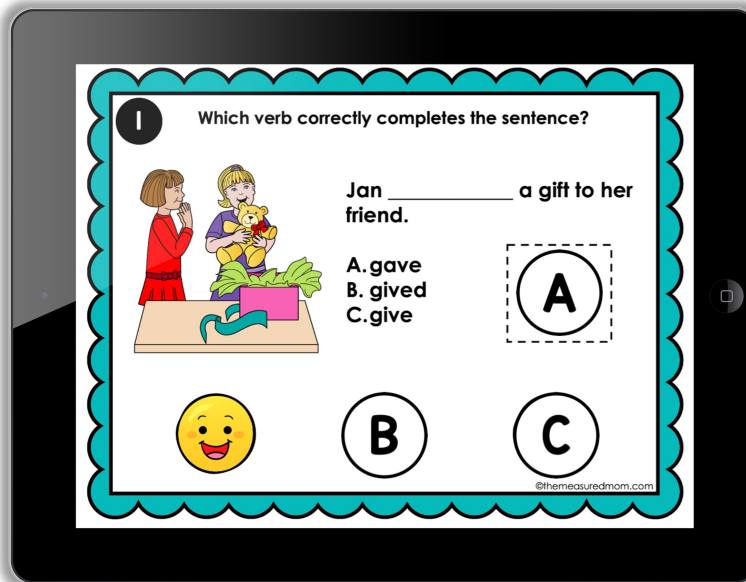 1
Which verb correctly completes the sentence?
Jan ____________ a gift to her
friend.
A. gave
B. gived
C. give
A
B
C
©themeasuredmom.com